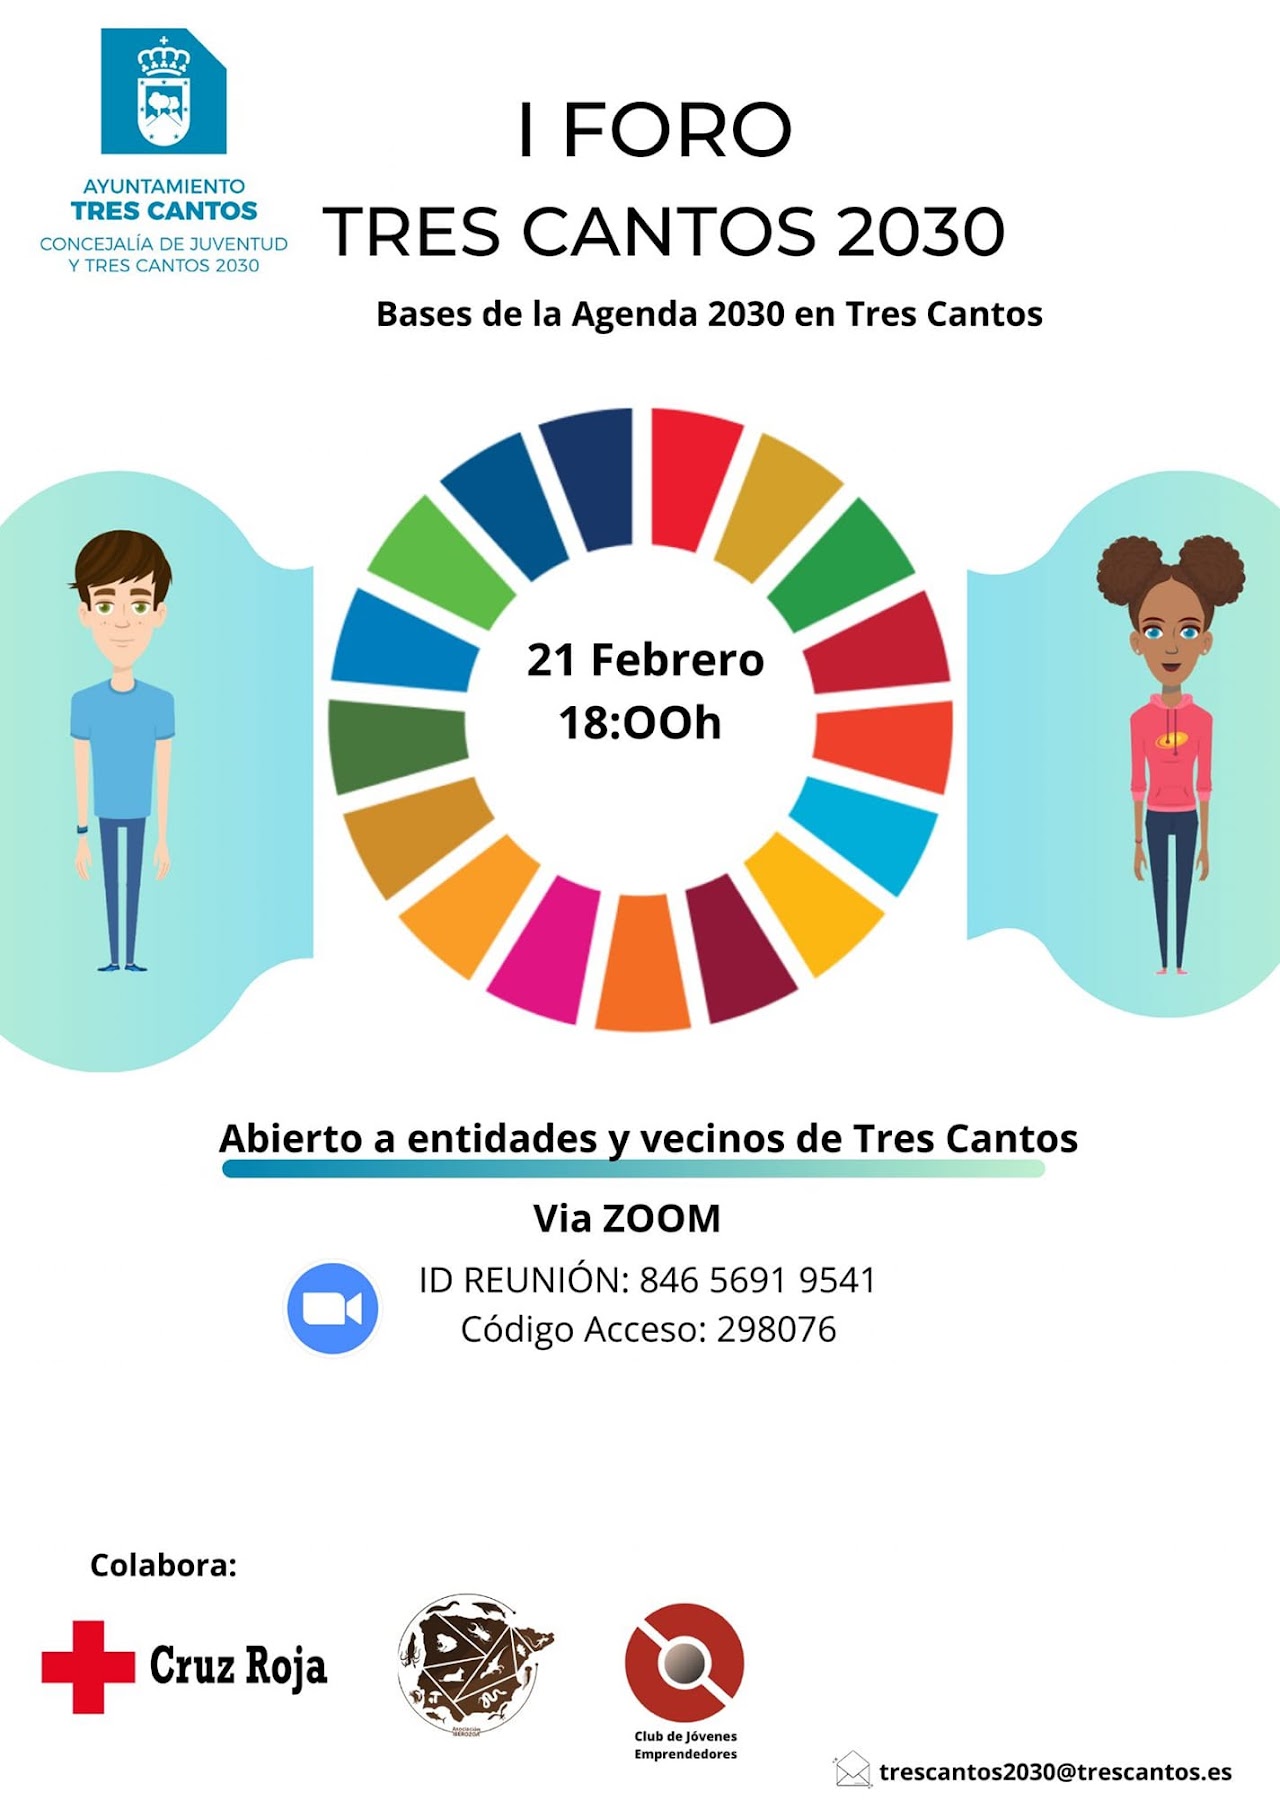 AYUNTAMIENTO
TRES CANTOS
CONCEJALÍA DE JUVENTUD
Y TRES CANTOS 2030
I FORO
TRES CANTOS 2030
Bases de la Agenda 2030 en Tres Cantos
21 Febrero
18:OOh
Abierto a entidades y vecinos de Tres Cantos
Via ZOOM
ID REUNIÓN: 846 5691 9541
Código Acceso: 298076
Colabora:
Cruz Roja
Asociación
Club de Jóvenes
Emprendedores
trescantos2030@trescantos.es